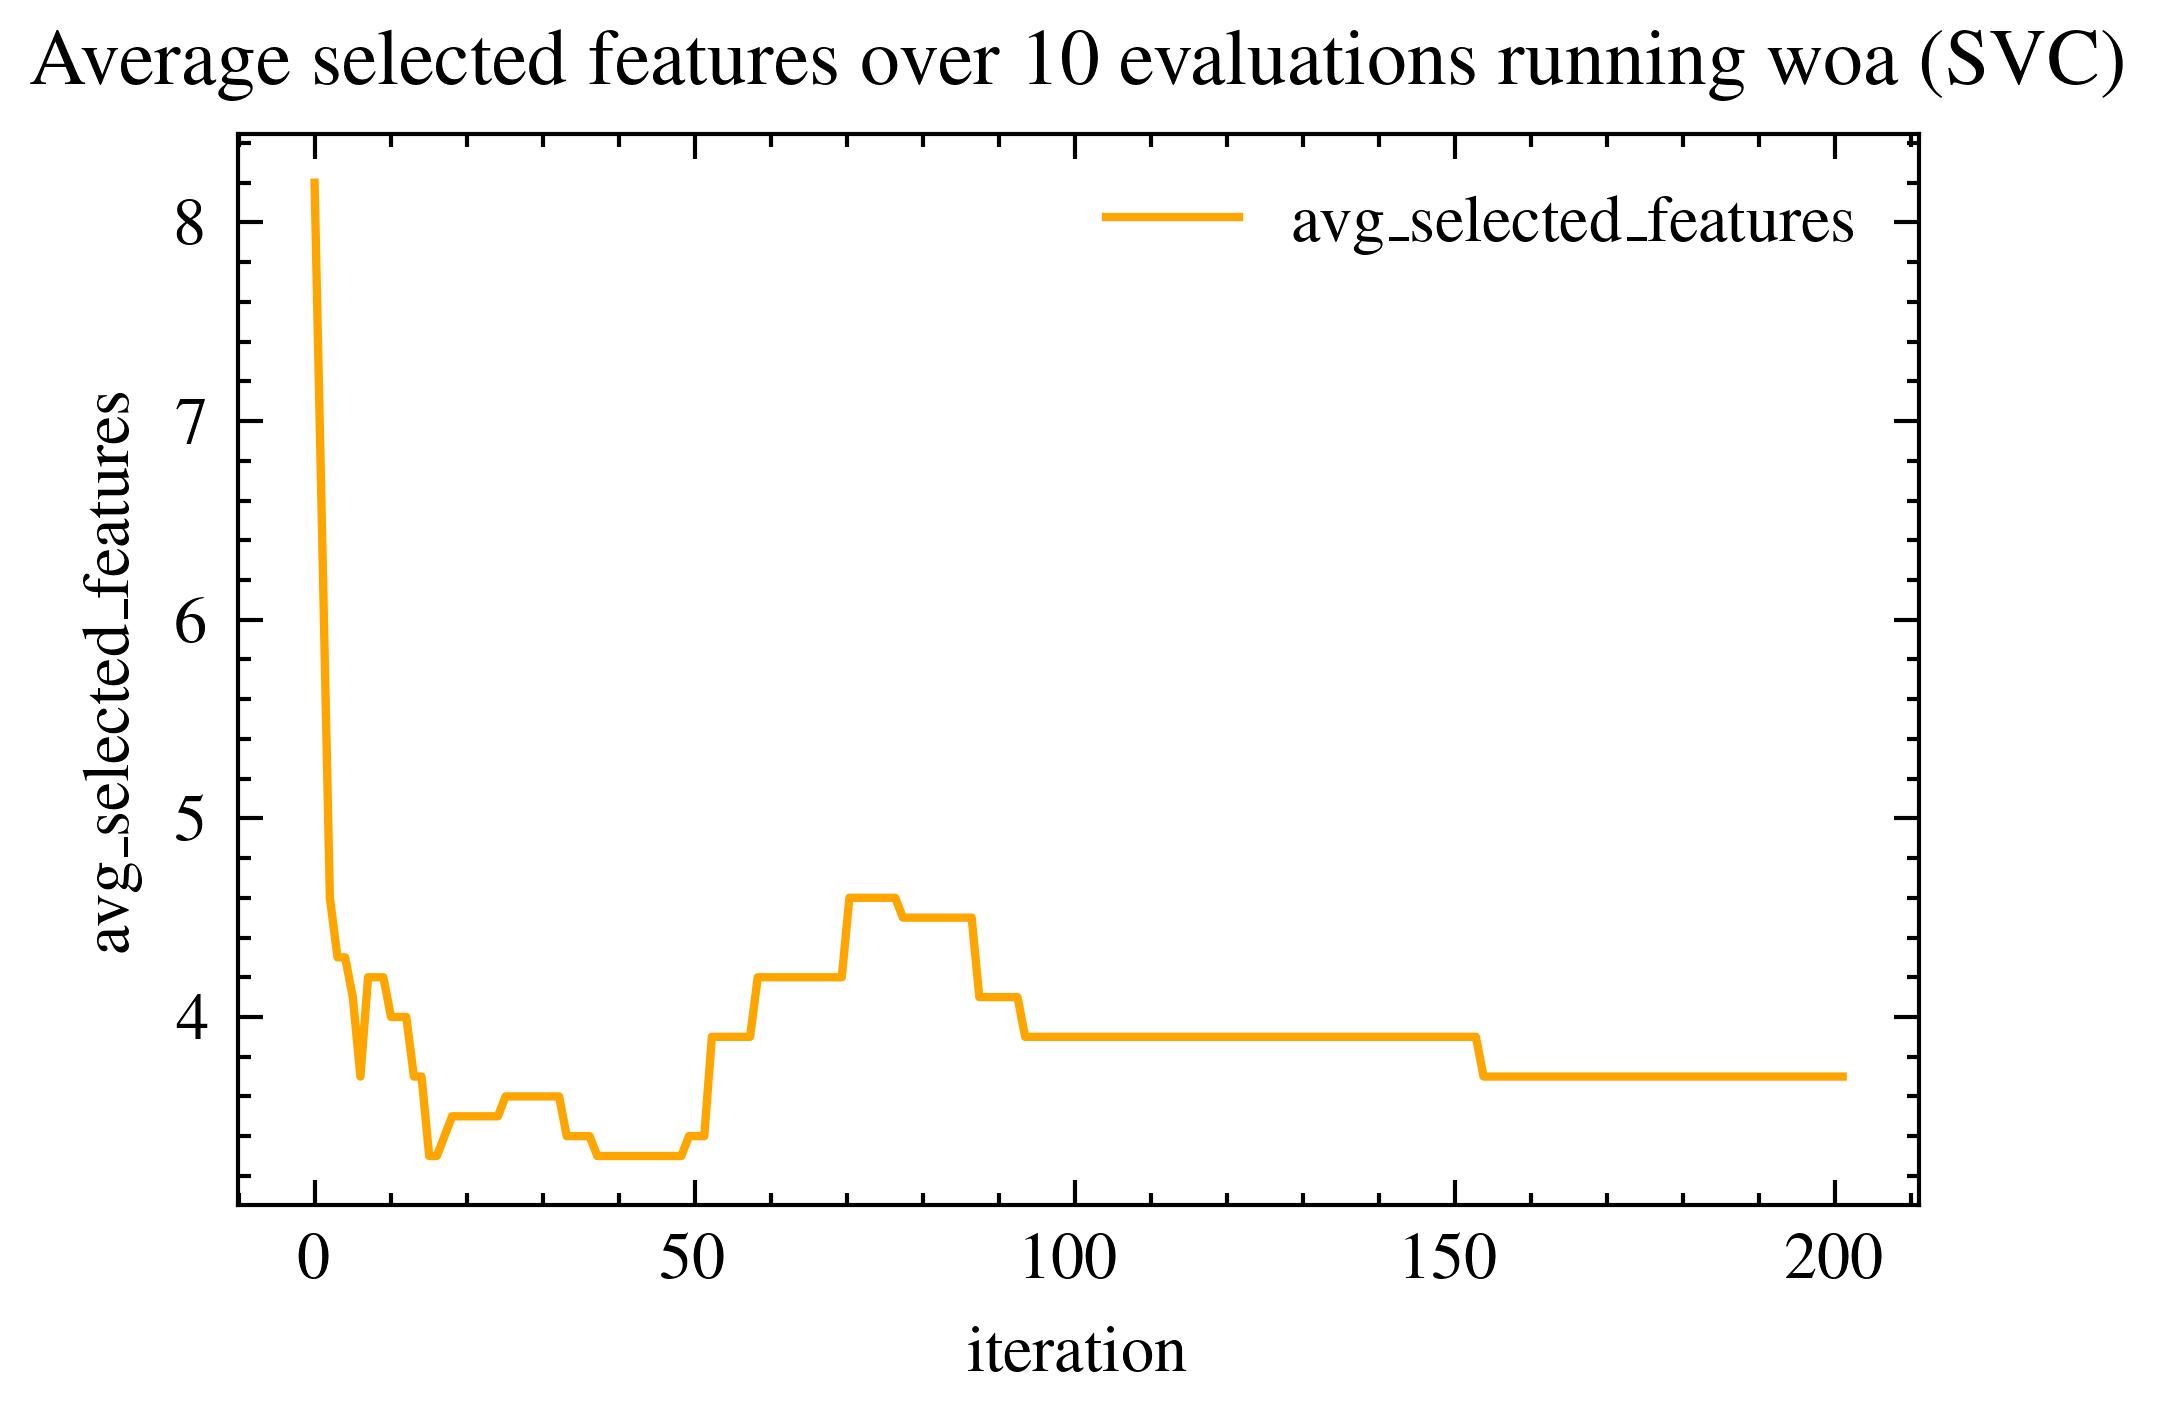 Average selected features over 10 evaluations running woa (SVC)
avg_selected_features
8
7
6
5
4
avg_selected_features
0 50 100 150 200
iteration